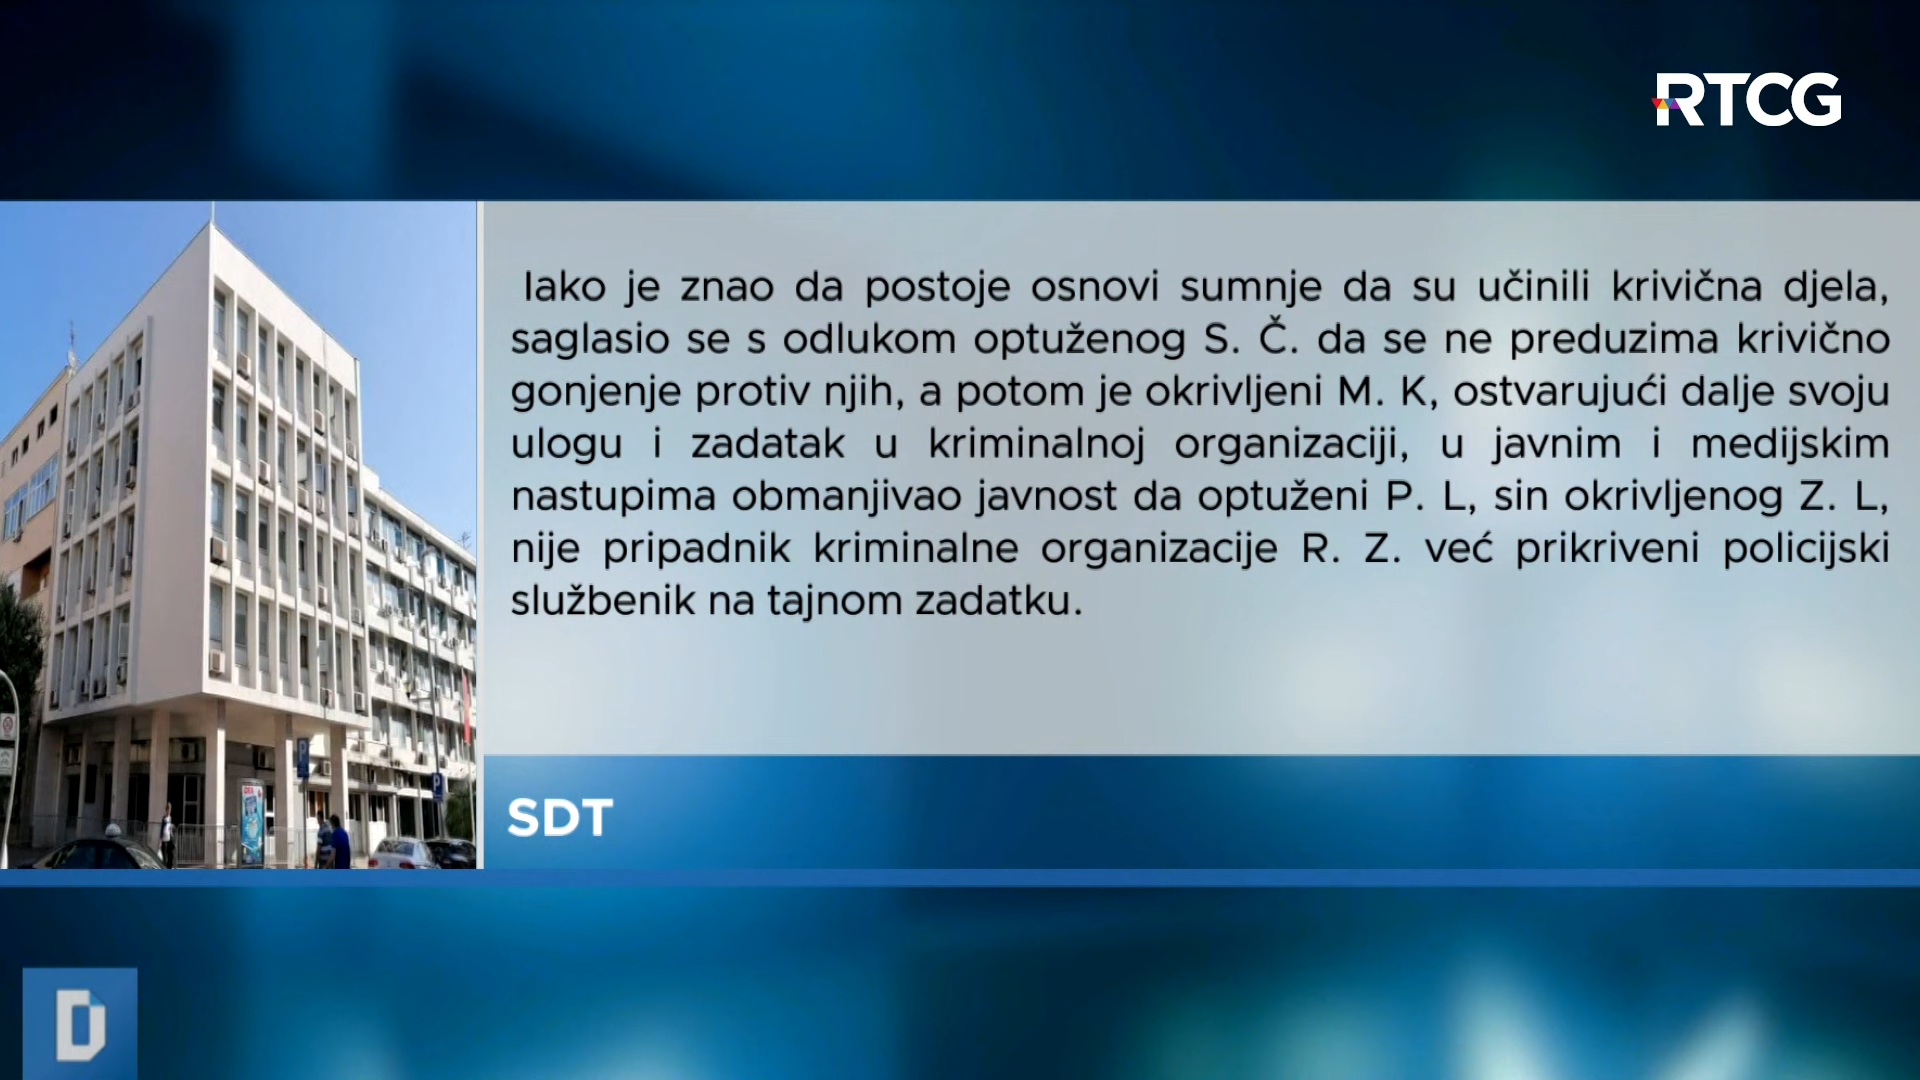 RTCG
Iako je znao da postoje osnovi sumnje da su učinili krivična djela,
saglasio se s odlukom optuženog S. Č. da se ne preduzima krivično
gonjenje protiv njih, a potom je okrivljeni M. K, ostvarujući dalje svoju
ulogu i zadatak u kriminalnoj organizaciji, u javnim i medijskim
nastupima obmanjivao javnost da optuženi P. L, sin okrivljenog Z. L,
nije pripadnik kriminalne organizacije R. Z. već prikriveni policijski
službenik na tajnom zadatku.
SDT
D